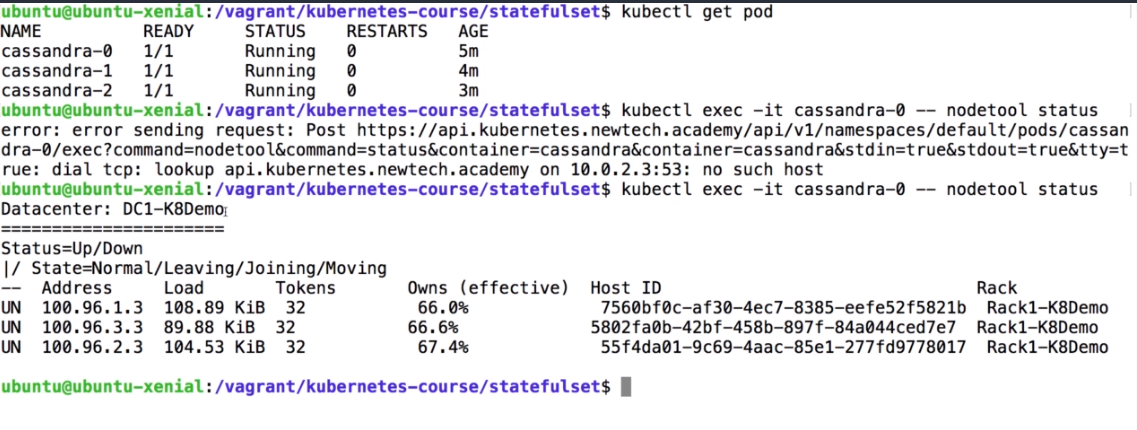 ubuntu@ubuntu-xenial:/vagrant/kubernetes-course/statefulset$ kubectl get pod
NAME READY STATUS RESTARTS AGE
cassandra-0 1/1 Running 0 5m
cassandra-1 1/1 Running 0 4m
cassandra-2 1/1 Running 0 3m
ubuntu@ubuntu-xenial:/vagrant/kubernetes-course/statefulset$ kubectl exec -it cassandra-0 -- nodetool status
error: error sending request: Post https://api.kubernetes.newtech.academy/api/v1/namespaces/default/pods/cassan
dra-0/exec?command=nodetool&command=status&container=cassandra&container=cassandra&stdin=true&stdout=true&tty=t
rue: dial tcp: lookup api.kubernetes.newtech.academy on 10.0.2.3:53: no such host
ubuntu@ubuntu-xenial:/vagrant/kubernetes-course/statefulset$ kubectl exec -it cassandra-0 -- nodetool status
Datacenter: DC1-K8Demo
======================
Status=Up/Down
|/ State=Normal/Leaving/Joining/Moving
-- Address Load Tokens Owns (effective) Host ID Rack
UN 100.96.1.3 108.89 KiB 32 66.0% 7560bf0c-af30-4ec7-8385-eefe52f5821b Rack1-K8Demo
UN 100.96.3.3 89.88 KiB 32 66.6% 5802fa0b-42bf-458b-897f-84a044ced7e7 Rack1-K8Demo
UN 100.96.2.3 104.53 KiB 32 67.4% 55f4da01-9c69-4aac-85e1-277fd9778017 Rack1-K8Demo
ubuntu@ubuntu-xenial:/vagrant/kubernetes-course/statefulset$